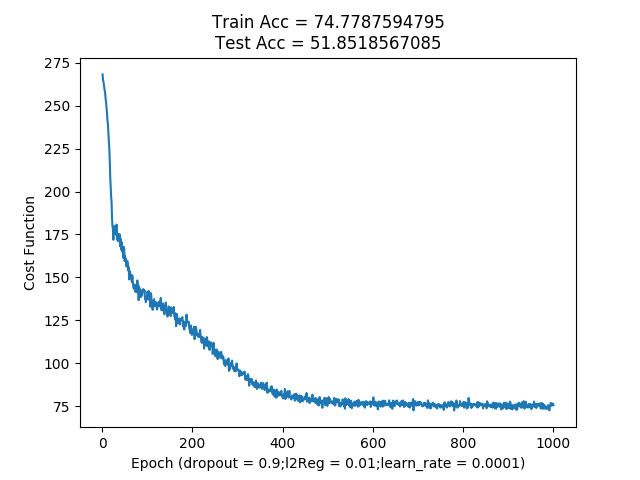 Train Acc = 74.7787594795
Test Acc = 51.8518567085
275
250
225
200
175
150
125
100
75
Cost Function
0 200 400 600 800 1000
Epoch (dropout = 0.9;l2Reg = 0.01;learn_rate = 0.0001)